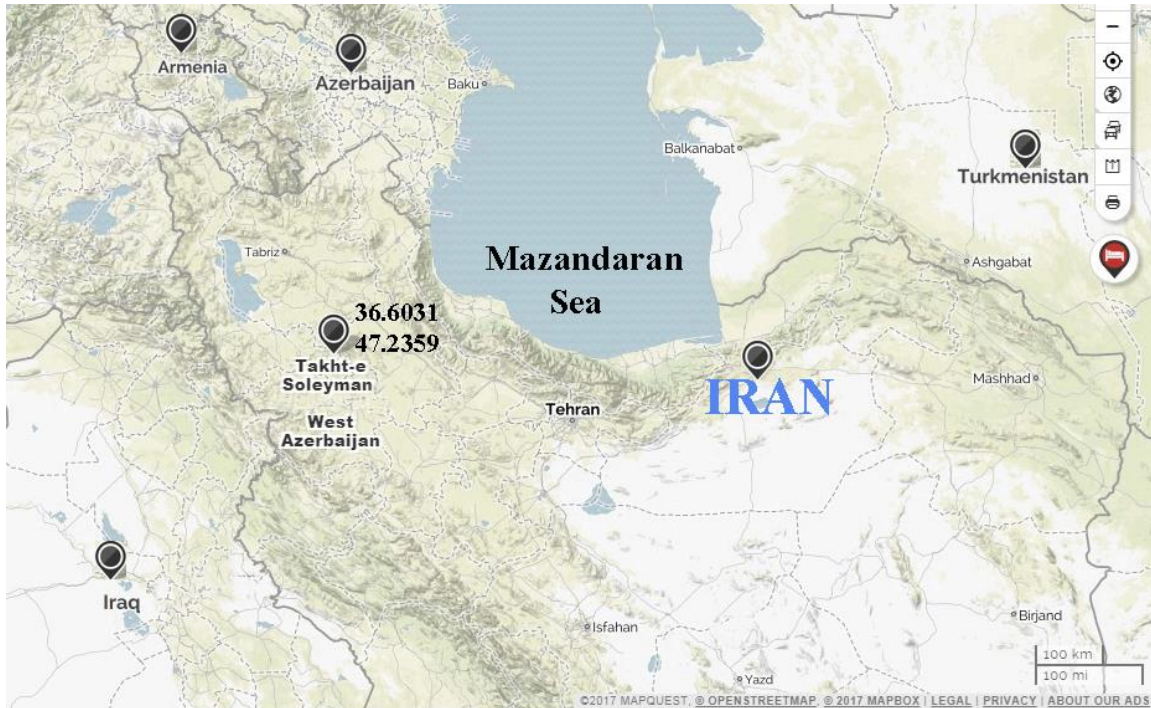 Armenia
Azerbaijan
Baku
Balkanabat
Turkmenistan
Tabriz
Mazandaran
Sea
Ashgabat
36.6031
47.2359
Takht-e
Soleyman
IRAN
Mashhad
Tehran
West
Azerbaijan
Iraq
Isfahan
Birjand
100 km
100 mi
Yazd
©2017 MAPQUEST, © OPENSTREETMAP, © 2017 MAPBOX | LEGAL | PRIVACY | ABOUT OUR ADS